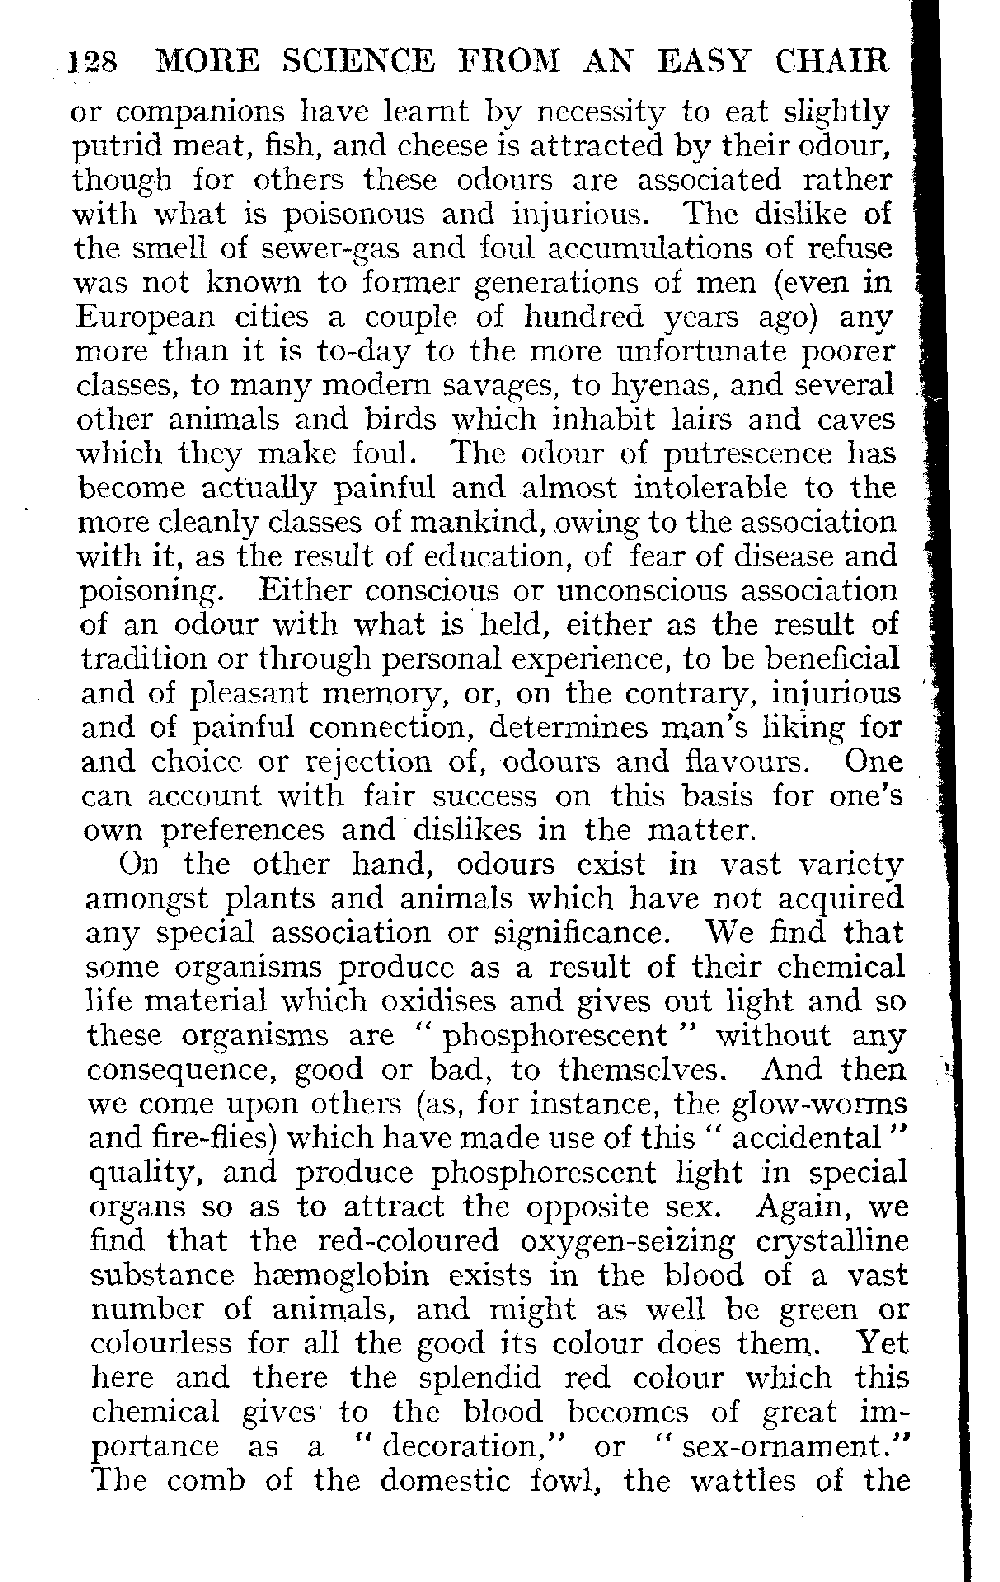 128 MORE SCIENCE FROM AN EASY CHAIR
or companions have learnt by necessity to eat slightly
putrid meat, fish, and cheese is attracted by their odour,
though for others these odours are associated rather
with what is poisonous and injurious. The dislike of
the smell of sewer-gas and foul accumulations of refuse
was not known to former generations of men (even in
European cities a couple of hundred years ago) any
more than it is to-day to the more unfortunate poorer
classes, to many modern savages, to hyenas, and several
other animals and birds which inhabit lairs and caves
which they make foul. The odour of putrescence has
become actually painful and almost intolerable to the
more cleanly classes of mankind, owing to the association
with it, as the result of education, of fear of disease and
poisoning. Either conscious or unconscious association
of an odour with what is held, either as the result of
tradition or through personal experience, to be beneficial
and of pleasant memory, or, on the contrary, injurious
and of painful connection, determines man's liking for
and choice or rejection of, odours and flavours. One
can account with fair success on this basis for one's
own preferences and dislikes in the matter.
On the other hand, odours exist in vast variety
amongst plants and animals which have not acquired
any special association or significance. We find that
some organisms produce as a result of their chemical
life material which oxidises and gives out light and so
these organisms are "phosphorescent" without any
consequence, good or bad, to themselves. And then
we come upon others (as, for instance, the glow-worms
and fire-flies) which have made use of this "accidental"
quality, and produce phosphorescent light in special
organs so as to attract the opposite sex. Again, we
find that the red-coloured oxygen-seizing crystalline
substance hæmoglobin exists in the blood of a vast
number of animals, and might as well be green or
colourless for all the good its colour does them. Yet
here and there the splendid red colour which this
chemical gives to the blood becomes of great im-
portance as a "decoration," or "sex-ornament."
The comb of the domestic fowl, the wattles of the